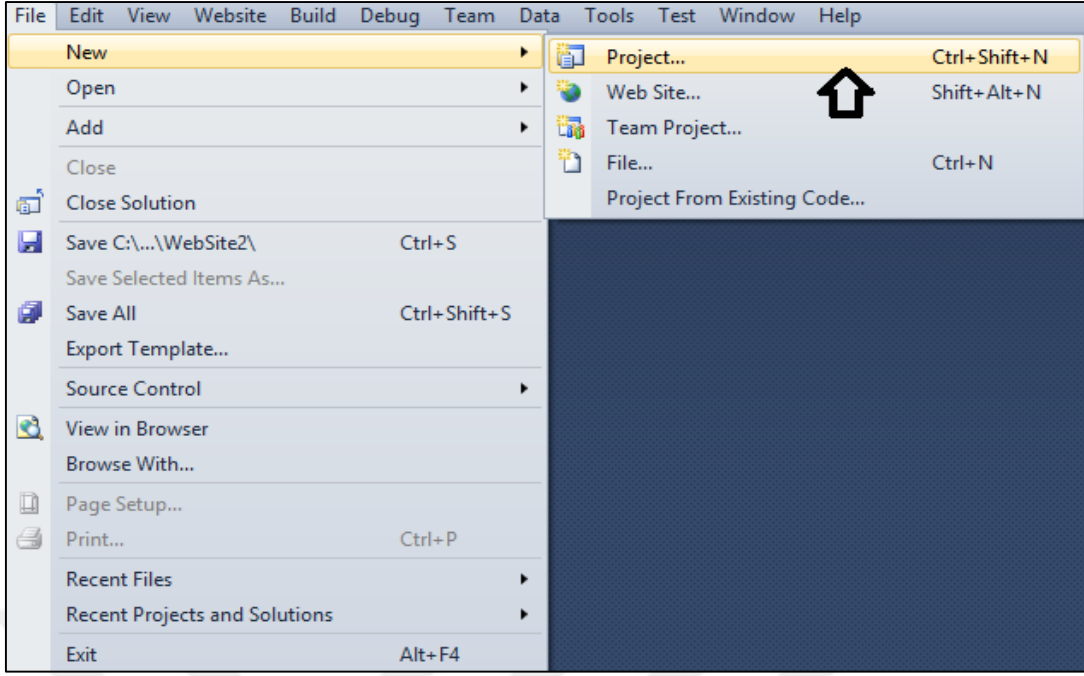 File Edit View Website Build Debug Team Data Tools Test Window Help
New
Open
Add
Close
Close Solution
Save C:\...\WebSite2\ Ctrl+S
Save Selected Items As...
Save All Ctrl+Shift+S
Export Template...
Source Control
View in Browser
Browse With...
Page Setup...
Print... Ctrl+P
Recent Files
Recent Projects and Solutions
Exit Alt+F4
Project... Ctrl+Shift+N
Web Site... Shift+Alt+N
Team Project...
File... Ctrl+N
Project From Existing Code...